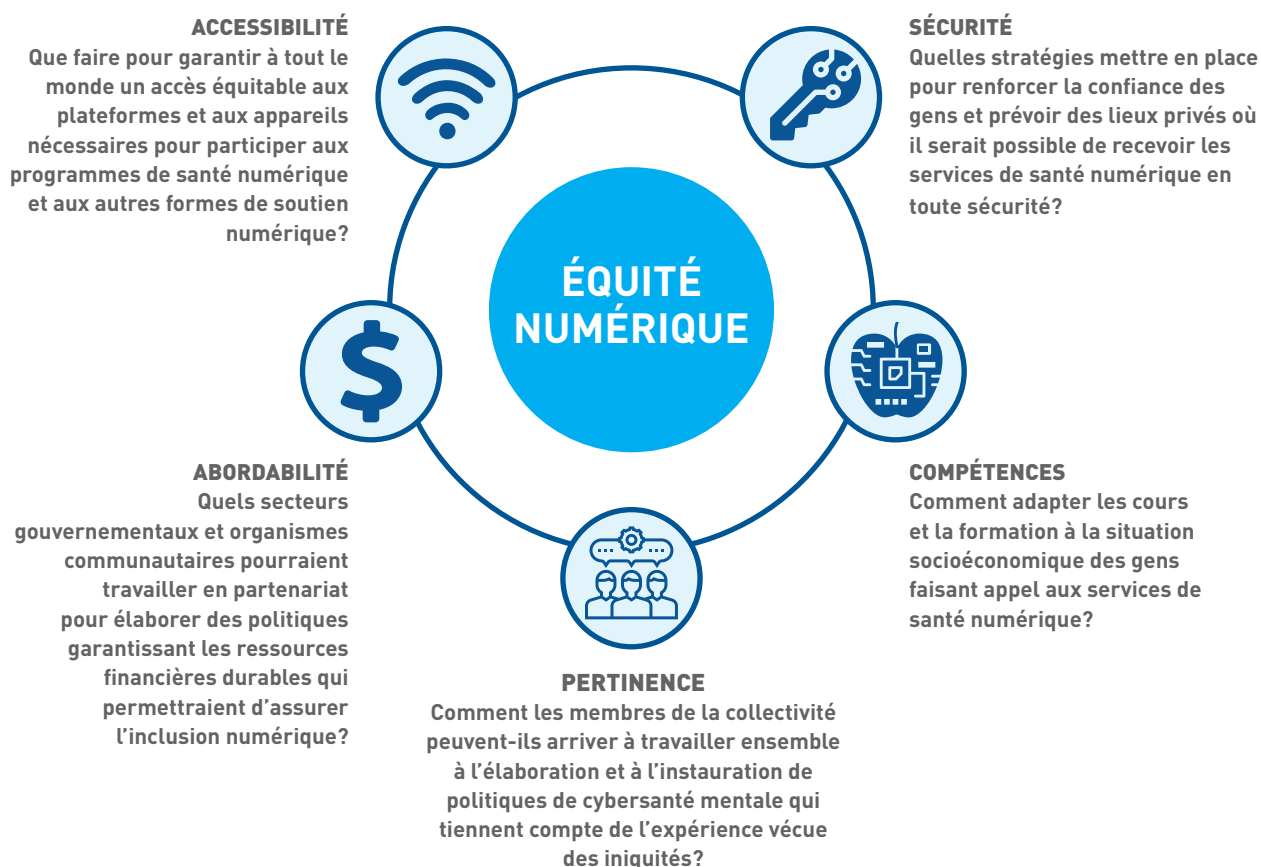 ACCESSIBILITÉ
Que faire pour garantir à tout le
monde un accès équitable aux
plateformes et aux appareils
nécessaires pour participer aux
programmes de santé numérique
et aux autres formes de soutien
numérique?
SÉCURITÉ
Quelles stratégies mettre en place
pour renforcer la confiance des
gens et prévoir des lieux privés où
il serait possible de recevoir les
services de santé numérique en
toute sécurité?
ÉQUITÉ
NUMÉRIQUE
ABORDABILITÉ
Quels secteurs
gouvernementaux et organismes
communautaires pourraient
travailler en partenariat
pour élaborer des politiques
garantissant les ressources
financières durables qui
permettraient d’assurer
l’inclusion numérique?
COMPÉTENCES
Comment adapter les cours
et la formation à la situation
socioéconomique des gens
faisant appel aux services de
santé numérique?
PERTINENCE
Comment les membres de la collectivité
peuvent-ils arriver à travailler ensemble
à l’élaboration et à l’instauration de
politiques de cybersanté mentale qui
tiennent compte de l’expérience vécue
des iniquités?